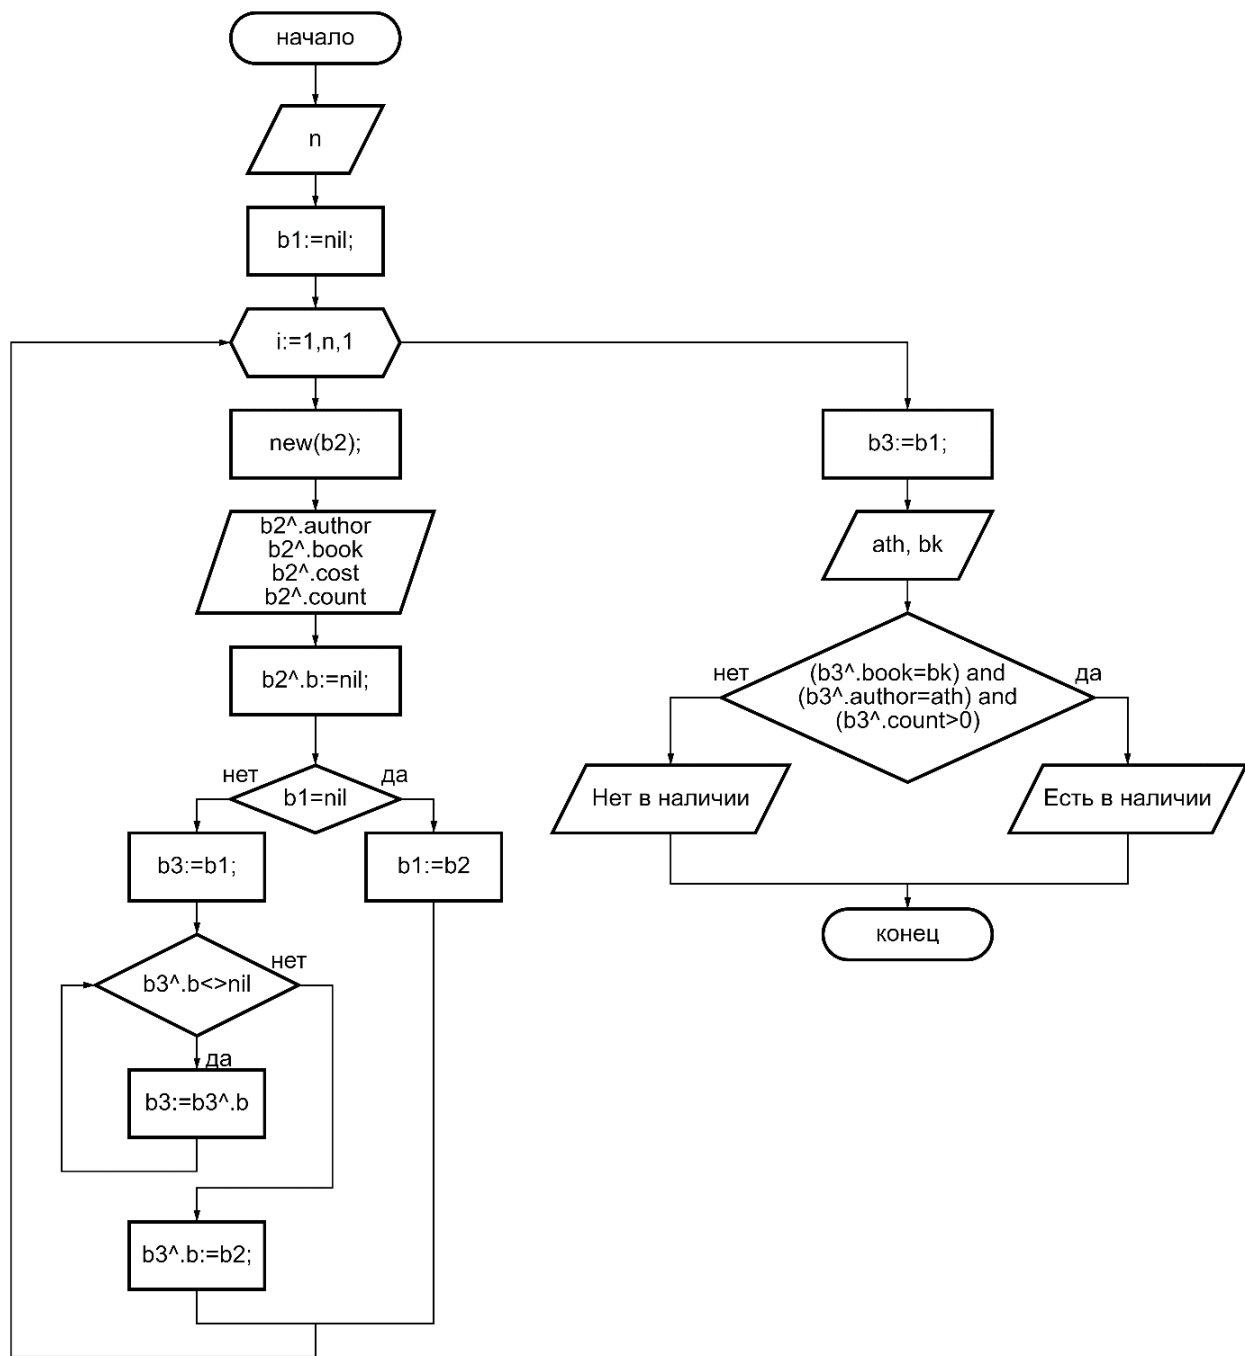 начало
n
b1:=nil;
i:=1,n,1
new(b2);
b2^.author
b2^.book
b2^.cost
b2^.count
b2^.b:=nil;
нет
да
b1=nil
b3:=b1;
b1:=b2
нет
b3^.b<>nil
да
b3:=b3^.b
b3^.b:=b2;
b3:=b1;
ath, bk
нет
да
(b3^.book=bk) and
(b3^.author=ath) and
(b3^.count>0)
Нет в наличии
Есть в наличии
конец